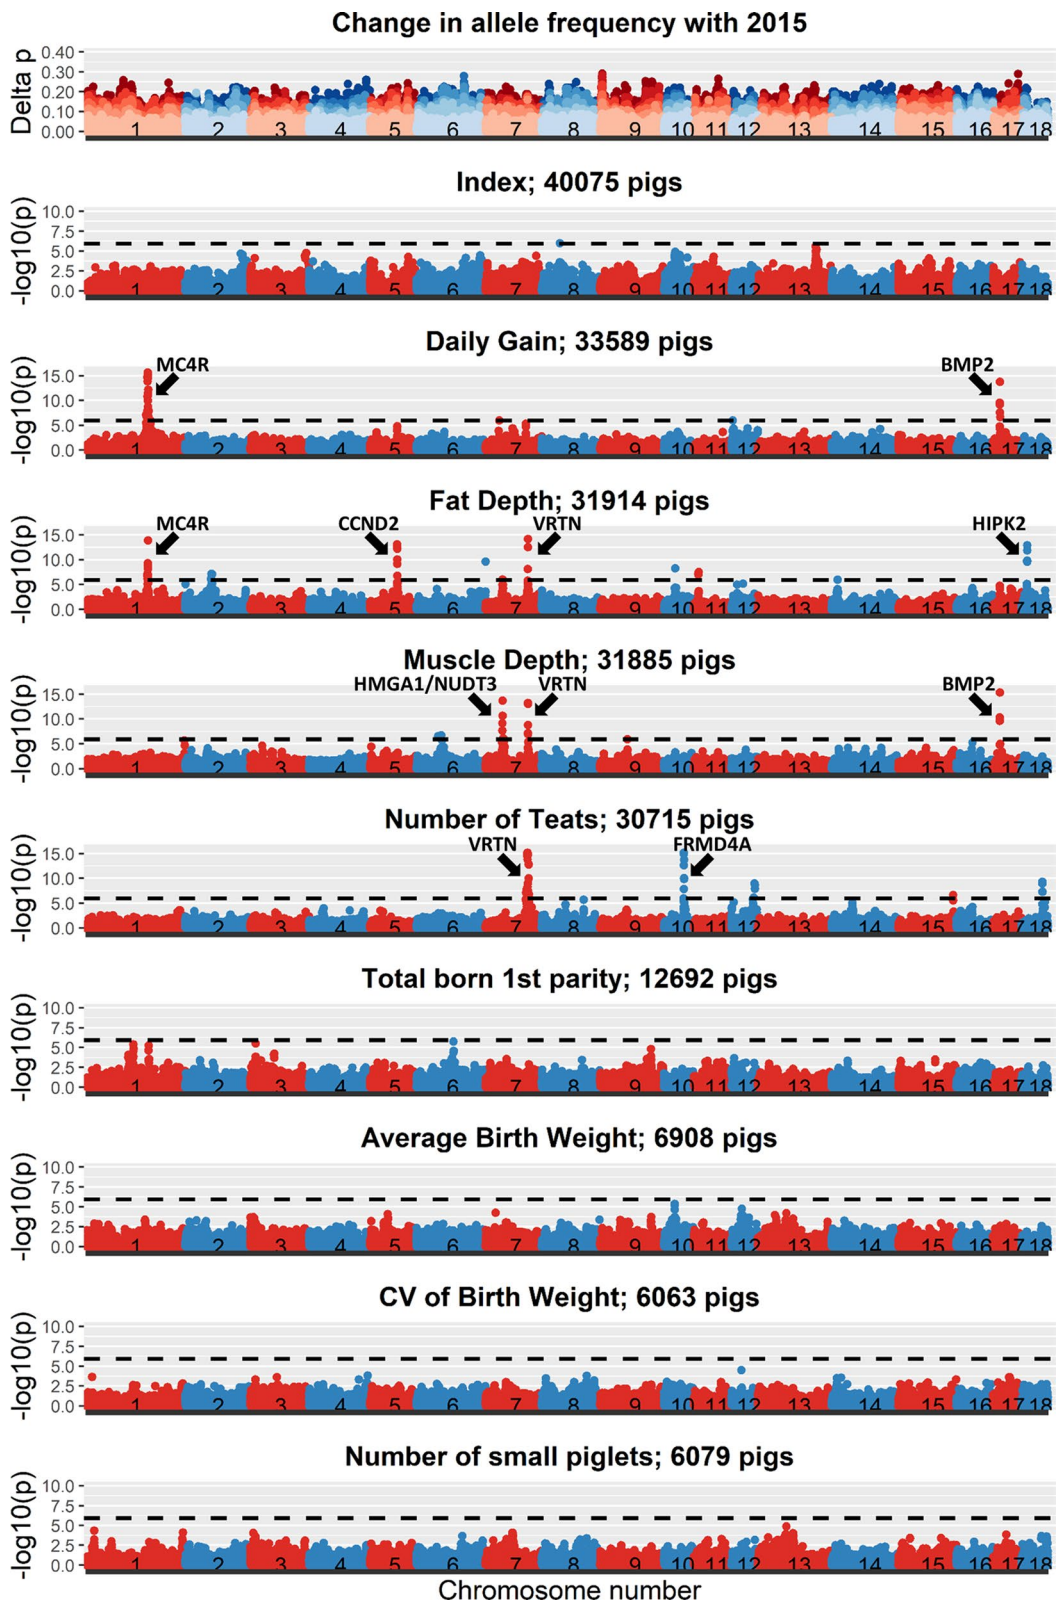 Change in allele frequency with 2015
Delta p
0.40
0.30
0.20
0.10
0.00
1 2 3 4 5 6 7 8 9 10 11 12 13 14 15 16 17 18
Index; 40075 pigs
-log10(p)
10.0
7.5
5.0
2.5
0.0
1 2 3 4 5 6 7 8 9 10 11 12 13 14 15 16 17 18
Daily Gain; 33589 pigs
MC4R BMP2
-log10(p)
15.0
10.0
5.0
0.0
1 2 3 4 5 6 7 8 9 10 11 12 13 14 15 16 17 18
Fat Depth; 31914 pigs
MC4R CCND2 VRTN HIPK2
-log10(p)
15.0
10.0
5.0
0.0
1 2 3 4 5 6 7 8 9 10 11 12 13 14 15 16 17 18
Muscle Depth; 31885 pigs
HMGA1/NUDT3 VRTN BMP2
-log10(p)
15.0
10.0
5.0
0.0
1 2 3 4 5 6 7 8 9 10 11 12 13 14 15 16 17 18
Number of Teats; 30715 pigs
VRTN FRMD4A
-log10(p)
15.0
10.0
5.0
0.0
1 2 3 4 5 6 7 8 9 10 11 12 13 14 15 16 17 18
Total born 1st parity; 12692 pigs
-log10(p)
10.0
7.5
5.0
2.5
0.0
1 2 3 4 5 6 7 8 9 10 11 12 13 14 15 16 17 18
Average Birth Weight; 6908 pigs
-log10(p)
10.0
7.5
5.0
2.5
0.0
1 2 3 4 5 6 7 8 9 10 11 12 13 14 15 16 17 18
CV of Birth Weight; 6063 pigs
-log10(p)
10.0
7.5
5.0
2.5
0.0
1 2 3 4 5 6 7 8 9 10 11 12 13 14 15 16 17 18
Number of small piglets; 6079 pigs
-log10(p)
10.0
7.5
5.0
2.5
0.0
1 2 3 4 5 6 7 8 9 10 11 12 13 14 15 16 17 18
Chromosome number